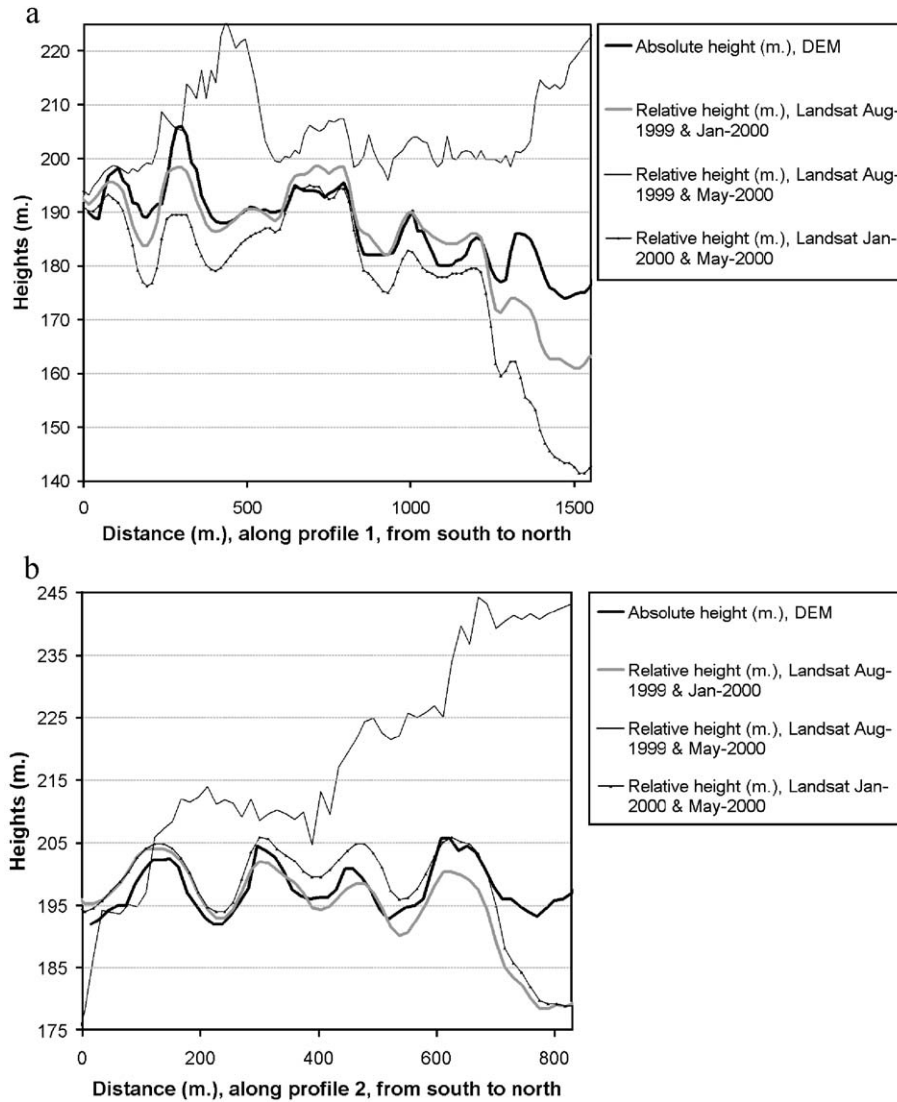 a
225
220
210
200
190
180
170
160
150
140
Heights (m.)
0
500
1000
1500
Distance (m.), along profile 1, from south to north
Absolute height (m.), DEM
Relative height (m.), Landsat Aug-
1999 & Jan-2000
Relative height (m.), Landsat Aug-
1999 & May-2000
Relative height (m.), Landsat Jan-
2000 & May-2000
b
245
235
225
215
205
195
185
175
Heights (m.)
0
200
400
600
800
Distance (m.), along profile 2, from south to north
Absolute height (m.), DEM
Relative height (m.), Landsat Aug-
1999 & Jan-2000
Relative height (m.), Landsat Aug-
1999 & May-2000
Relative height (m.), Landsat Jan-
2000 & May-2000